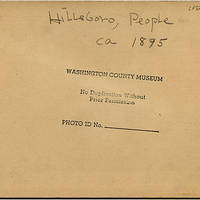 Hillsboro, People
ca 1895
WASHINGTON COUNTY MUSEUM
No Duplication Without
Prior Permission
PHOTO ID No.